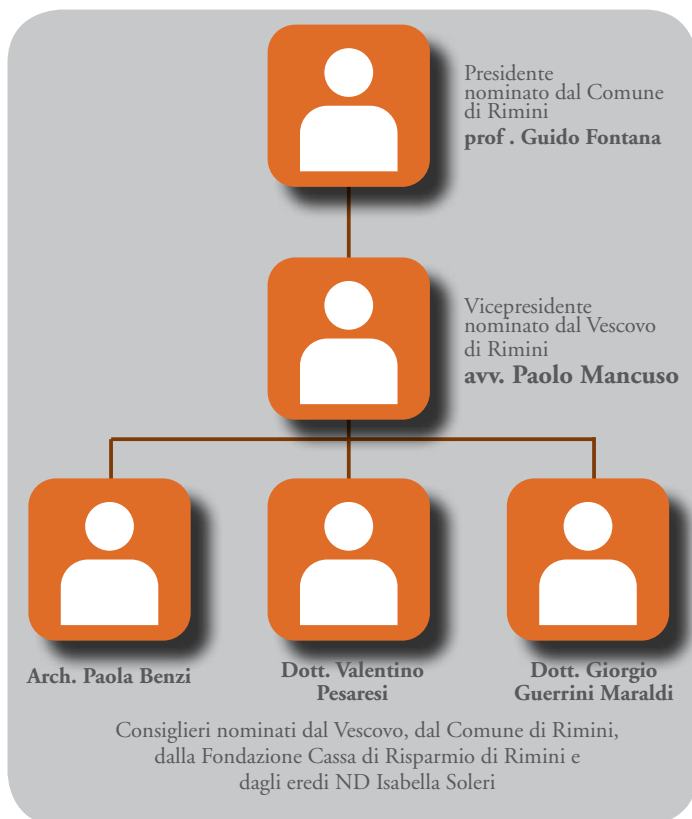 Presidente
nominato dal Comune
di Rimini
prof . Guido Fontana
Vicepresidente
nominato dal Vescovo
di Rimini
avv. Paolo Mancuso
Arch. Paola Benzi
Dott. Valentino
Pesaresi
Dott. Giorgio
Guerrini Maraldi
Consiglieri nominati dal Vescovo, dal Comune di Rimini,
dalla Fondazione Cassa di Risparmio di Rimini e
dagli eredi ND Isabella Soleri